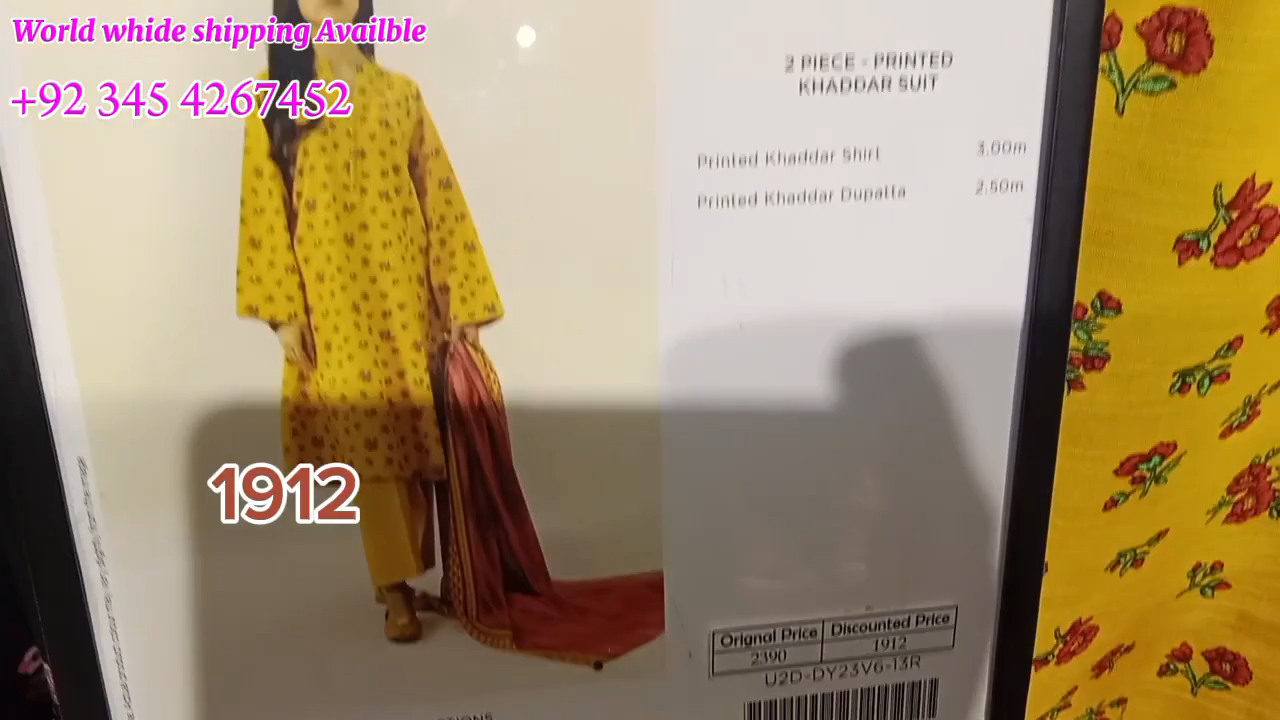 World whide shipping Availble
+92 345 4267452
2 PIECE - PRINTED
KHADDAR SUIT
Printed Khaddar Shirt 3.00m
Printed Khaddar Dupatta 2.50m
1912
Orignal Price Discounted Price
2390 1912
U2D-DY23V6-13R